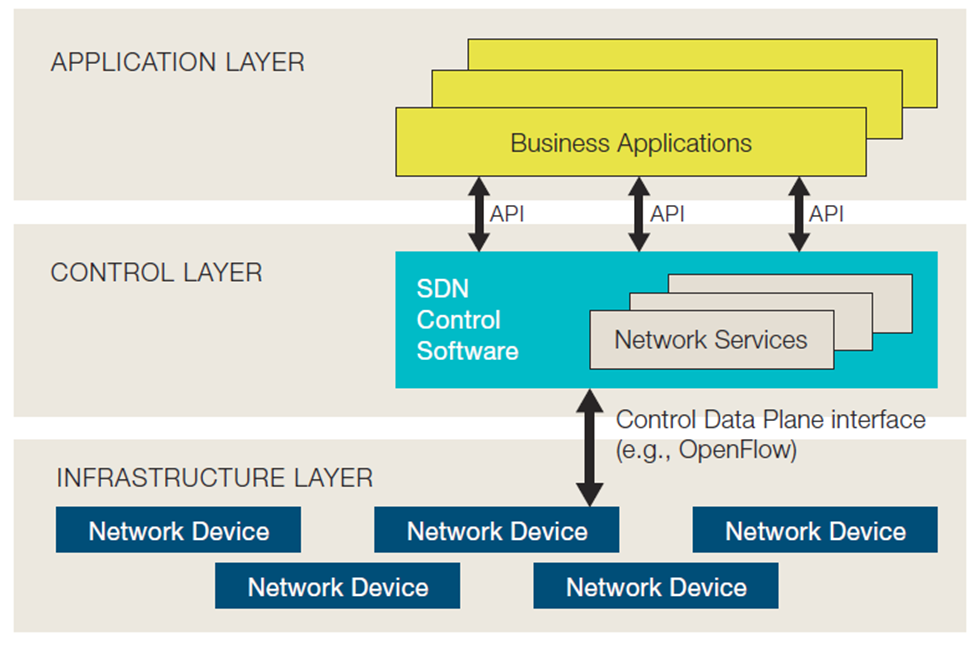 APPLICATION LAYER
Business Applications
API
API
API
CONTROL LAYER
SDN
Control
Software
Network Services
Control Data Plane interface
(e.g., OpenFlow)
INFRASTRUCTURE LAYER
Network Device
Network Device
Network Device
Network Device
Network Device